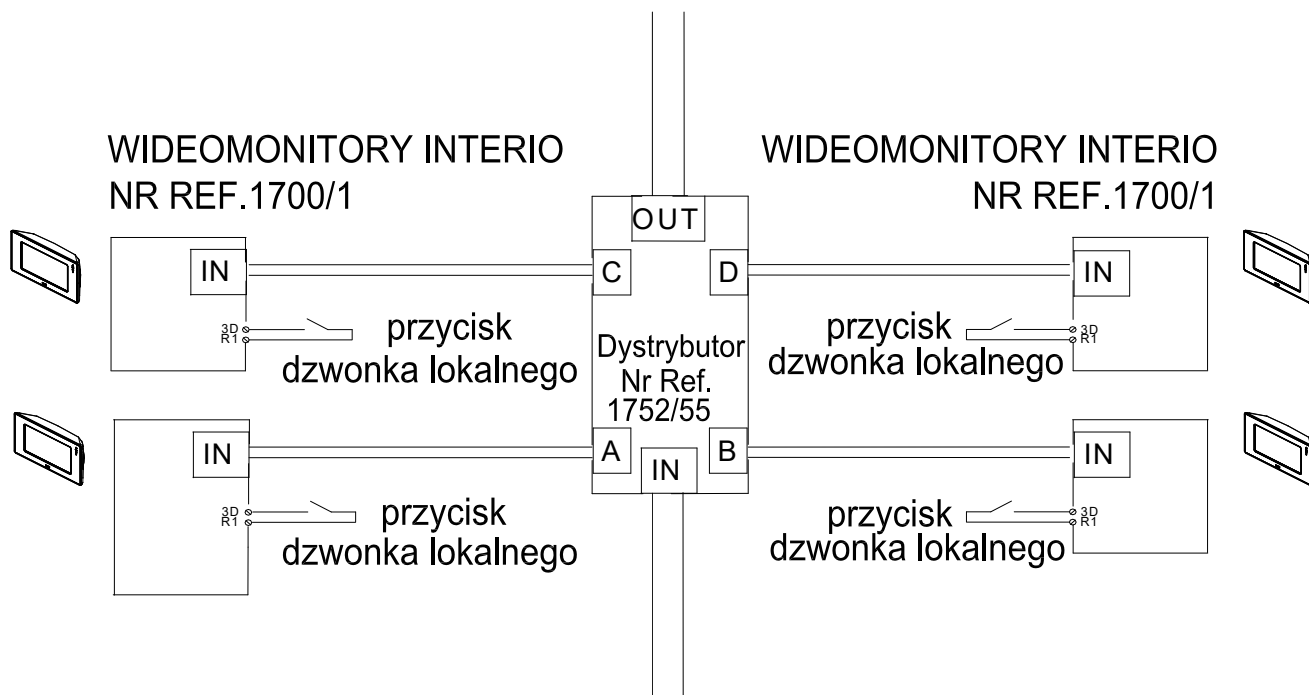 WIDEOMONITORY INTERIO
NR REF.1700/1
WIDEOMONITORY INTERIO
NR REF.1700/1
OUT
IN
C
D
IN
3D
R1
przycisk
dzwonka lokalnego
Dystrybutor
Nr Ref.
1752/55
przycisk
dzwonka lokalnego
3D
R1
IN
A
IN
B
IN
3D
R1
przycisk
dzwonka lokalnego
przycisk
dzwonka lokalnego
3D
R1